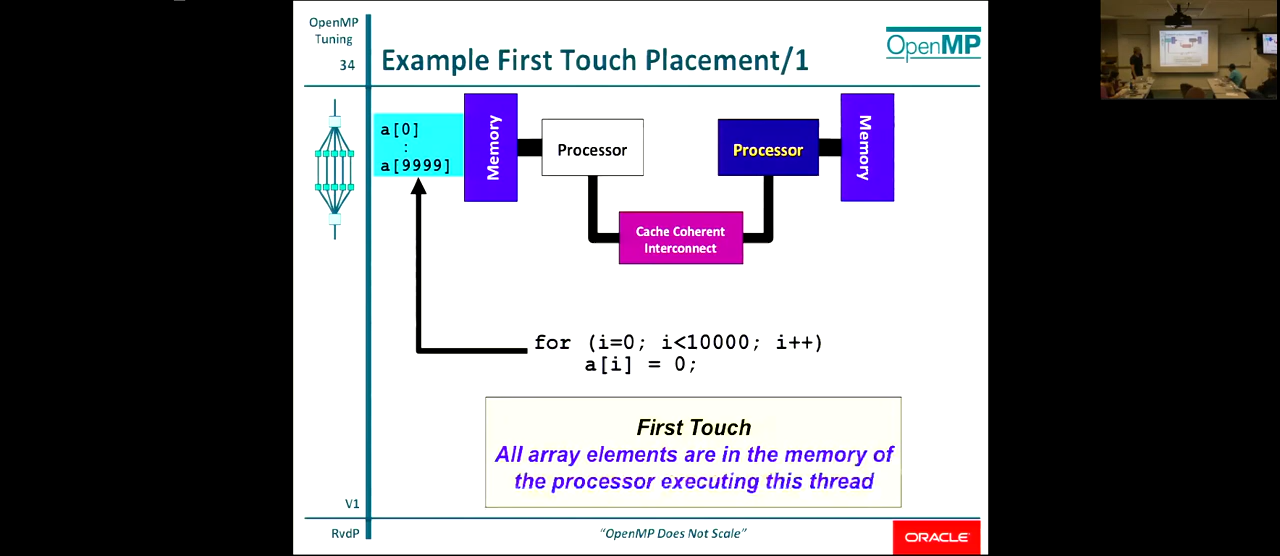 OpenMP
Tuning
34
Example First Touch Placement/1
OpenMP
a[0]
:
a[9999]
Memory
Processor
Processor
Memory
Cache Coherent
Interconnect
for (i=0; i<10000; i++)
a[i] = 0;
First Touch
All array elements are in the memory of
the processor executing this thread
V1
RvdP
“OpenMP Does Not Scale”
ORACLE